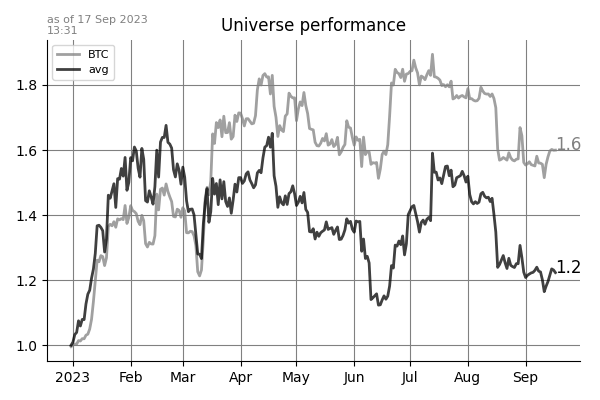 as of 17 Sep 2023
13:31
Universe performance
BTC
avg
1.8
1.6
1.4
1.2
1.0
1.6
1.2
2023 Feb Mar Apr May Jun Jul Aug Sep